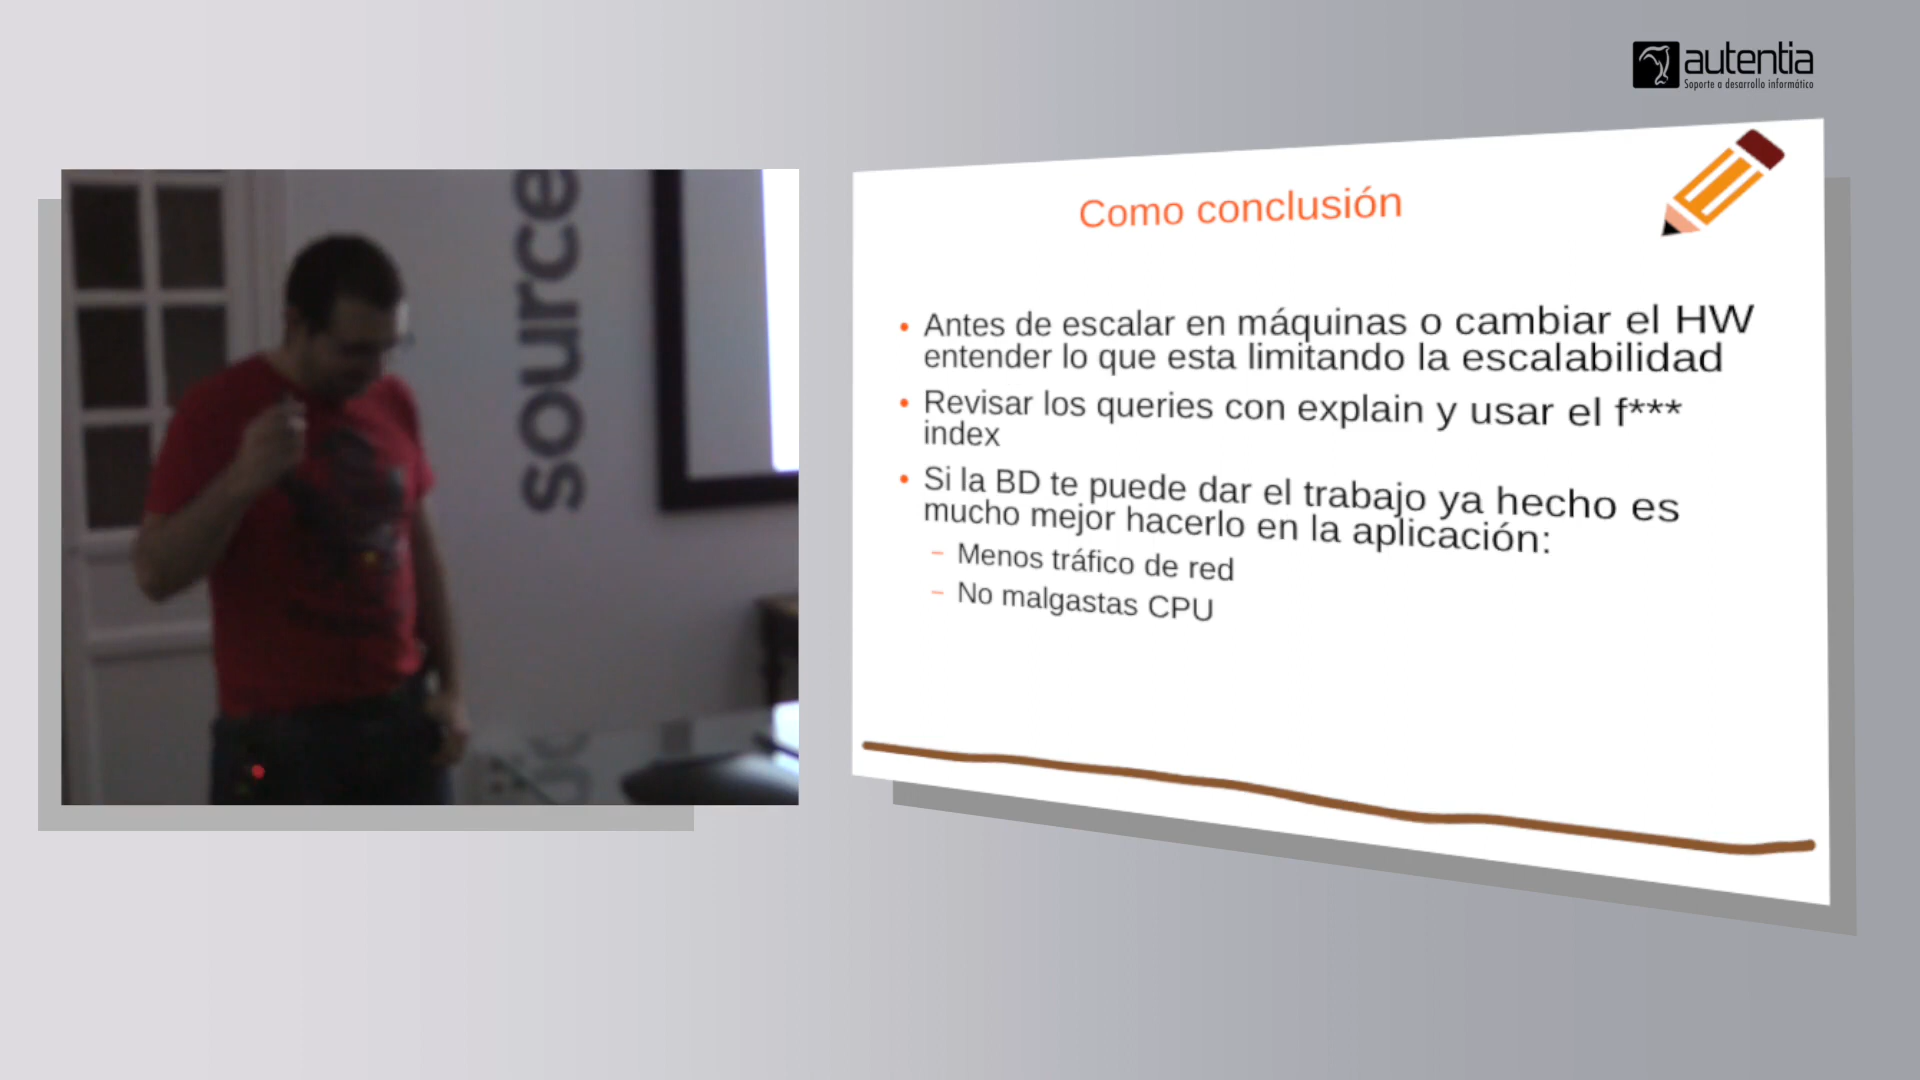 autentia
Soporte a desarrollo informático
source
Como conclusión
• Antes de escalar en máquinas o cambiar el HW
entender lo que esta limitando la escalabilidad
• Revisar los queries con explain y usar el f***
index
• Si la BD te puede dar el trabajo ya hecho es
mucho mejor hacerlo en la aplicación:
– Menos tráfico de red
– No malgastas CPU